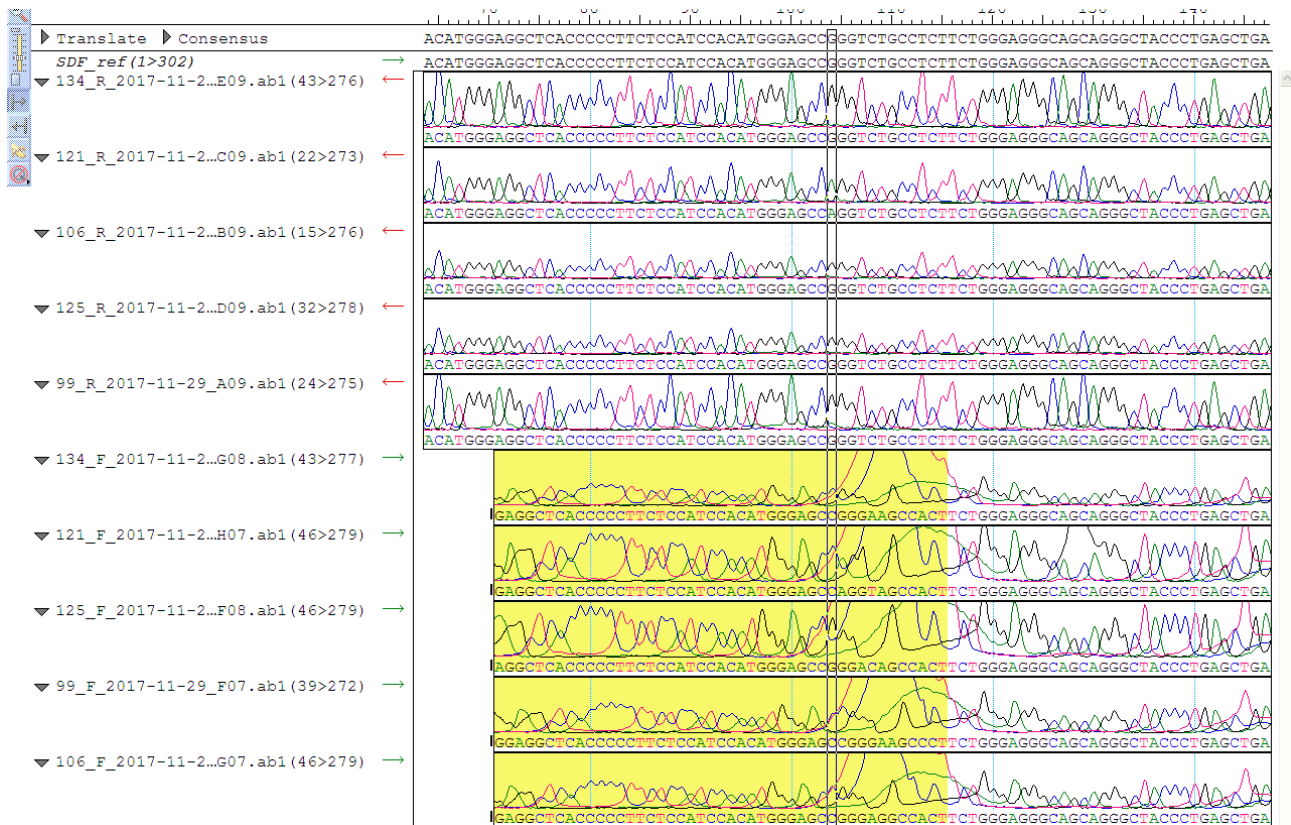 70 80 90 100 110 120 130 140
Translate Consensus ACATGGGAGGCTCACCCCCTTCTCCATCCACATGGGAGCCGGGTCTGCCTCTTCTGGGAGGGCAGCAGGGCTACCCTGAGCTGA
SDF_ref(1>302) → ACATGGGAGGCTCACCCCCTTCTCCATCCACATGGGAGCCGGGTCTGCCTCTTCTGGGAGGGCAGCAGGGCTACCCTGAGCTGA
134_R_2017-11-2...E09.ab1(43>276) ←
ACATGGGAGGCTCACCCCCTTCTCCATCCACATGGGAGCCGGGTCTGCCTCTTCTGGGAGGGCAGCAGGGCTACCCTGAGCTGA
121_R_2017-11-2...C09.ab1(22>273) ←
ACATGGGAGGCTCACCCCCTTCTCCATCCACATGGGAGCCAGGTCTGCCTCTTCTGGGAGGGCAGCAGGGCTACCCTGAGCTGA
106_R_2017-11-2...B09.ab1(15>276) ←
ACATGGGAGGCTCACCCCCTTCTCCATCCACATGGGAGCCGGGTCTGCCTCTTCTGGGAGGGCAGCAGGGCTACCCTGAGCTGA
125_R_2017-11-2...D09.ab1(32>278) ←
ACATGGGAGGCTCACCCCCTTCTCCATCCACATGGGAGCCGGGTCTGCCTCTTCTGGGAGGGCAGCAGGGCTACCCTGAGCTGA
99_R_2017-11-29_A09.ab1(24>275) ←
ACATGGGAGGCTCACCCCCTTCTCCATCCACATGGGAGCCGGGTCTGCCTCTTCTGGGAGGGCAGCAGGGCTACCCTGAGCTGA
134_F_2017-11-2...G08.ab1(43>277) →
GAGGCTCACCCCCTTCTCCATCCACATGGGAGCCGGGAAGCCACTTCTGGGAGGGCAGCAGGGCTACCCTGAGCTGA
121_F_2017-11-2...H07.ab1(46>279) →
GAGGCTCACCCCCTTCTCCATCCACATGGGAGCCAGGTAGCCACTTCTGGGAGGGCAGCAGGGCTACCCTGAGCTGA
125_F_2017-11-2...F08.ab1(46>279) →
AGGCTCACCCCCTTCTCCATCCACATGGGAGCCGGGACAGCCACTTCTGGGAGGGCAGCAGGGCTACCCTGAGCTGA
99_F_2017-11-29_F07.ab1(39>272) →
GGAGGCTCACCCCCTTCTCCATCCACATGGGAGCCGGGAAGCCCTTCTGGGAGGGCAGCAGGGCTACCCTGAGCTGA
106_F_2017-11-2...G07.ab1(46>279) →
GAGGCTCACCCCCTTCTCCATCCACATGGGAGCCGGGGAGGCCACTTCTGGGAGGGCAGCAGGGCTACCCTGAGCTGA